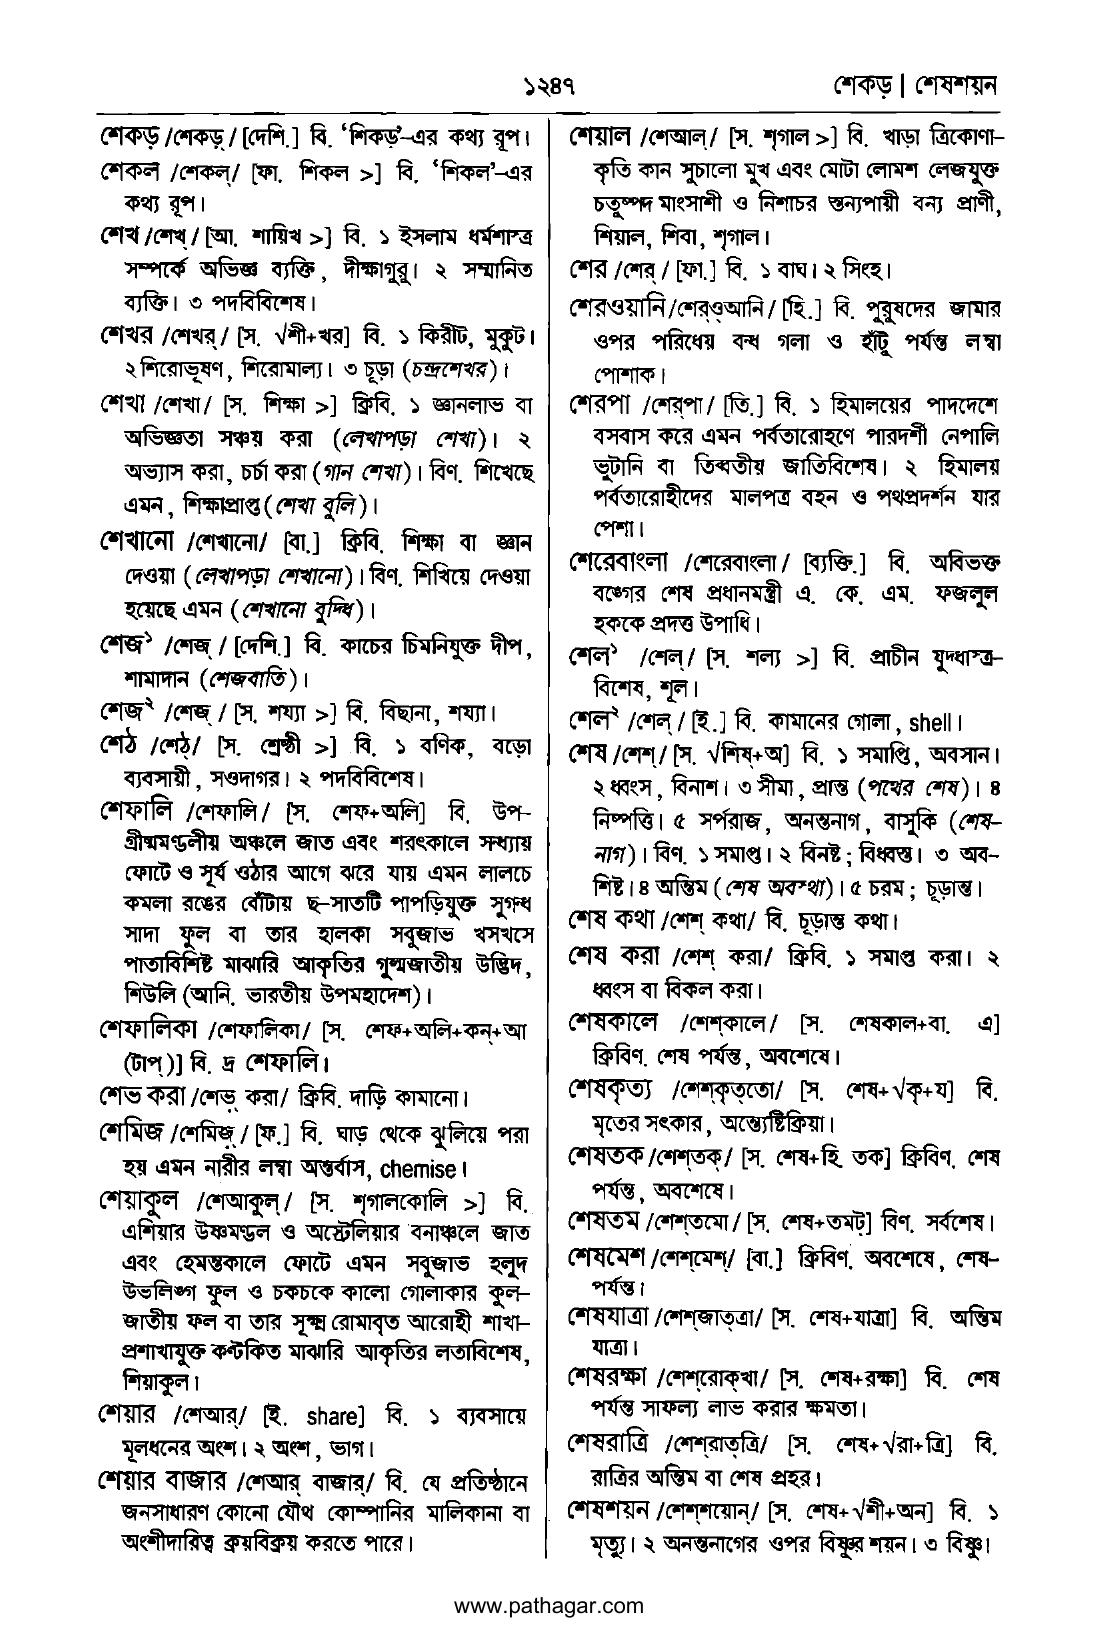 ১২৪৭
শেকড় | শেষশয়ন
শেকড় /শেকড়্/ [দেশি.] বি. ‘শিকড়’-এর কথ্য রূপ।
শেকল /শেকল্/ [ফা. শিকল >] বি. ‘শিকল’-এর
কথ্য রূপ।
শেখ /শেখ্/ [আ. শায়িখ >] বি. ১ ইসলাম ধর্মশাস্ত্র
সম্পর্কে অভিজ্ঞ ব্যক্তি, দীক্ষাগুরু। ২ সম্মানিত
ব্যক্তি। ৩ পদবিবিশেষ।
শেখর /শেখর্/ [স. √শী+খর] বি. ১ কিরীট, মুকুট।
২ শিরোভূষণ, শিরোমাল্য। ৩ চূড়া (চন্দ্রশেখর)।
শেখা /শেখা/ [স. শিক্ষা >] ক্রিবি. ১ জ্ঞানলাভ বা
অভিজ্ঞতা সঞ্চয় করা (লেখাপড়া শেখা)। ২
অভ্যাস করা, চর্চা করা (গান শেখা)। বিণ. শিখেছে
এমন, শিক্ষাপ্রাপ্ত (শেখা বুলি)।
শেখানো /শেখানো/ [বা.] ক্রিবি. শিক্ষা বা জ্ঞান
দেওয়া (লেখাপড়া শেখানো)। বিণ. শিখিয়ে দেওয়া
হয়েছে এমন (শেখানো বুদ্ধি)।
শেজ১ /শেজ্/ [দেশি.] বি. কাচের চিমনিযুক্ত দীপ,
শামাদান (শেজবাতি)।
শেজ২ /শেজ্/ [স. শয্যা >] বি. বিছানা, শয্যা।
শেঠ /শেঠ্/ [স. শ্রেষ্ঠী >] বি. ১ বণিক, বড়ো
ব্যবসায়ী, সওদাগর। ২ পদবিবিশেষ।
শেফালি /শেফালি/ [স. শেফ+অলি] বি. উপ-
গ্রীষ্মমণ্ডলীয় অঞ্চলে জাত এবং শরৎকালে সন্ধ্যায়
ফোটে ও সূর্য ওঠার আগে ঝরে যায় এমন লালচে
কমলা রঙের বোঁটায় ছ-সাতটি পাপড়িযুক্ত সুগন্ধ
সাদা ফুল বা তার হালকা সবুজাভ খসখসে
পাতাবিশিষ্ট মাঝারি আকৃতির গুল্মজাতীয় উদ্ভিদ,
শিউলি (আনি. ভারতীয় উপমহাদেশ)।
শেফালিকা /শেফালিকা/ [স. শেফ+অলি+কন্+আ
(টাপ্)] বি. দ্র শেফালি।
শেভ করা /শেভ্ করা/ ক্রিবি. দাড়ি কামানো।
শেমিজ /শেমিজ়্/ [ফ.] বি. ঘাড় থেকে ঝুলিয়ে পরা
হয় এমন নারীর লম্বা অন্তর্বাস, chemise।
শেয়াকুল /শেআকুল্/ [স. শৃগালকোলি >] বি.
এশিয়ার উষ্ণমণ্ডল ও অস্ট্রেলিয়ার বনাঞ্চলে জাত
এবং হেমন্তকালে ফোটে এমন সবুজাভ হলুদ
উভলিঙ্গ ফুল ও চকচকে কালো গোলাকার কুল-
জাতীয় ফল বা তার সূক্ষ্ম রোমাবৃত আরোহী শাখা-
প্রশাখাযুক্ত কণ্টকিত মাঝারি আকৃতির লতাবিশেষ,
শিয়াকুল।
শেয়ার /শেআর্/ [ই. share] বি. ১ ব্যবসায়ে
মূলধনের অংশ। ২ অংশ, ভাগ।
শেয়ার বাজার /শেআর্ বাজার্/ বি. যে প্রতিষ্ঠানে
জনসাধারণ কোনো যৌথ কোম্পানির মালিকানা বা
অংশীদারিত্ব ক্রয়বিক্রয় করতে পারে।
শেয়াল /শেআল্/ [স. শৃগাল >] বি. খাড়া ত্রিকোণা-
কৃতি কান সুচালো মুখ এবং মোটা লোমশ লেজযুক্ত
চতুষ্পদ মাংসাশী ও নিশাচর স্তন্যপায়ী বন্য প্রাণী,
শিয়াল, শিবা, শৃগাল।
শের /শের্/ [ফা.] বি. ১ বাঘ। ২ সিংহ।
শেরওয়ানি /শের্‌ওআনি/ [হি.] বি. পুরুষদের জামার
ওপর পরিধেয় বন্ধ গলা ও হাঁটু পর্যন্ত লম্বা
পোশাক।
শেরপা /শের্‌পা/ [তি.] বি. ১ হিমালয়ের পাদদেশে
বসবাস করে এমন পর্বতারোহণে পারদর্শী নেপালি
ভুটানি বা তিব্বতীয় জাতিবিশেষ। ২ হিমালয়
পর্বতারোহীদের মালপত্র বহন ও পথপ্রদর্শন যার
পেশা।
শেরেবাংলা /শেরেবাংলা/ [ব্যক্তি.] বি. অবিভক্ত
বঙ্গের শেষ প্রধানমন্ত্রী এ. কে. এম. ফজলুল
হককে প্রদত্ত উপাধি।
শেল১ /শেল্/ [স. শল্য >] বি. প্রাচীন যুদ্ধাস্ত্র-
বিশেষ, শূল।
শেল২ /শেল্/ [ই.] বি. কামানের গোলা, shell।
শেষ /শেশ্/ [স. √শিষ্+অ] বি. ১ সমাপ্তি, অবসান।
২ ধ্বংস, বিনাশ। ৩ সীমা, প্রান্ত (পথের শেষ)। ৪
নিষ্পত্তি। ৫ সর্পরাজ, অনন্তনাগ, বাসুকি (শেষ-
নাগ)। বিণ. ১ সমাপ্ত। ২ বিনষ্ট; বিধ্বস্ত। ৩ অব-
শিষ্ট। ৪ অন্তিম (শেষ অবস্থা)। ৫ চরম; চূড়ান্ত।
শেষ কথা /শেশ্ কথা/ বি. চূড়ান্ত কথা।
শেষ করা /শেশ্ করা/ ক্রিবি. ১ সমাপ্ত করা। ২
ধ্বংস বা বিকল করা।
শেষকালে /শেশ্‌কালে/ [স. শেষকাল+বা. এ]
ক্রিবিণ. শেষ পর্যন্ত, অবশেষে।
শেষকৃত্য /শেশ্‌কৃত্‌তো/ [স. শেষ+√কৃ+য] বি.
মৃতের সৎকার, অন্ত্যেষ্টিক্রিয়া।
শেষতক /শেশ্‌তক্/ [স. শেষ+হি. তক] ক্রিবিণ. শেষ
পর্যন্ত, অবশেষে।
শেষতম /শেশ্‌তমো/ [স. শেষ+তমট্] বিণ. সর্বশেষ।
শেষমেশ /শেশ্‌মেশ্/ [বা.] ক্রিবিণ. অবশেষে, শেষ-
পর্যন্ত।
শেষযাত্রা /শেশ্‌জাত্‌ত্রা/ [স. শেষ+যাত্রা] বি. অন্তিম
যাত্রা।
শেষরক্ষা /শেশ্‌রোক্‌খা/ [স. শেষ+রক্ষা] বি. শেষ
পর্যন্ত সাফল্য লাভ করার ক্ষমতা।
শেষরাত্রি /শেশ্‌রাত্‌ত্রি/ [স. শেষ+√রা+ত্রি] বি.
রাত্রির অন্তিম বা শেষ প্রহর।
শেষশয়ন /শেশ্‌শয়োন্/ [স. শেষ+√শী+অন] বি. ১
মৃত্যু। ২ অনন্তনাগের ওপর বিষ্ণুর শয়ন। ৩ বিষ্ণু।
www.pathagar.com